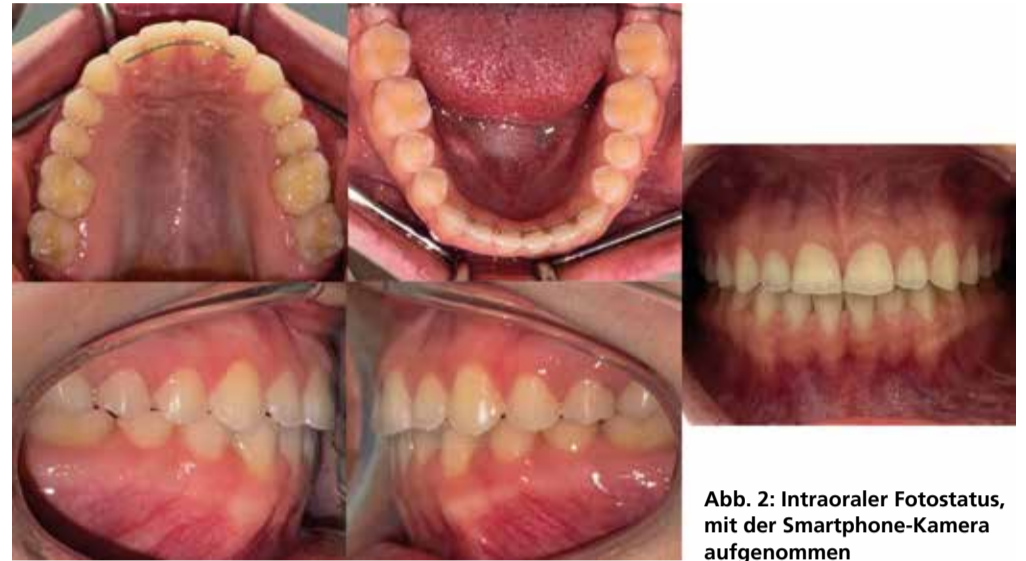 Abb. 2: Intraoraler Fotostatus,
mit der Smartphone-Kamera
aufgenommen